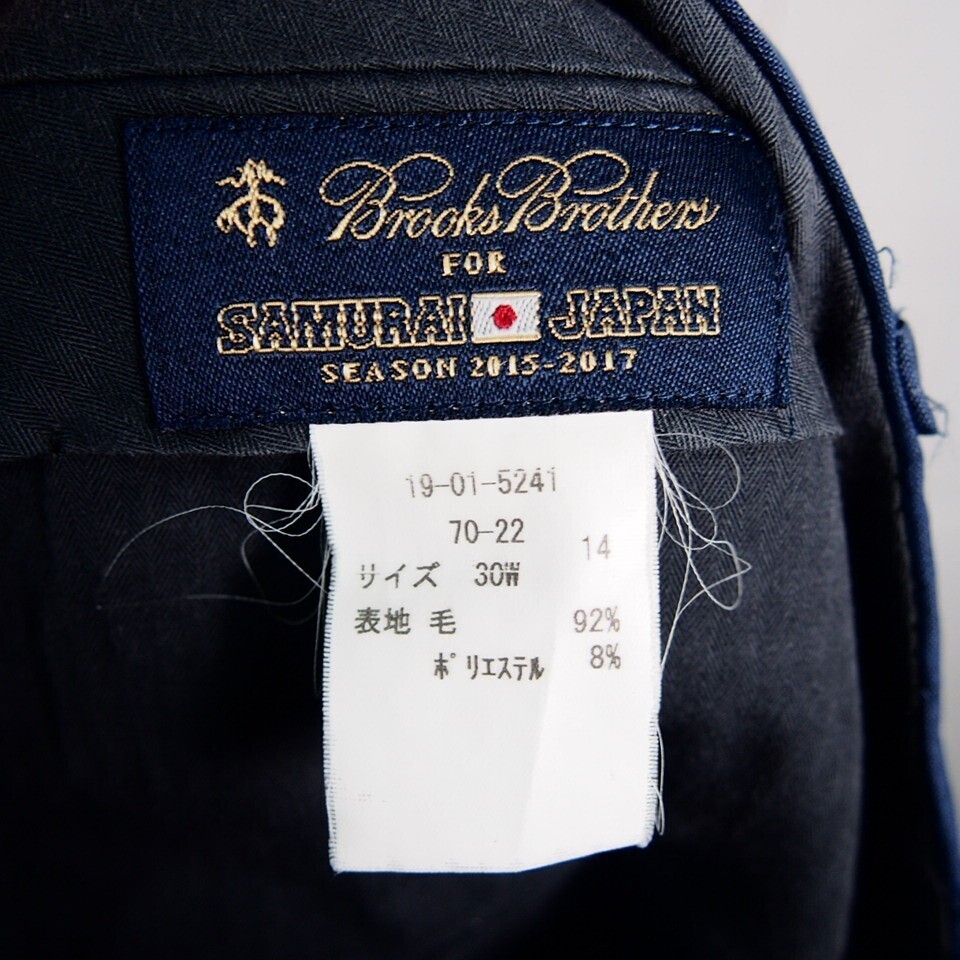 Brooks Brothers
FOR
SAMURAI JAPAN
SEASON 2015-2017
19-01-5241
70-22 14
サイズ 30W
表地 毛 92%
ポリエステル 8%